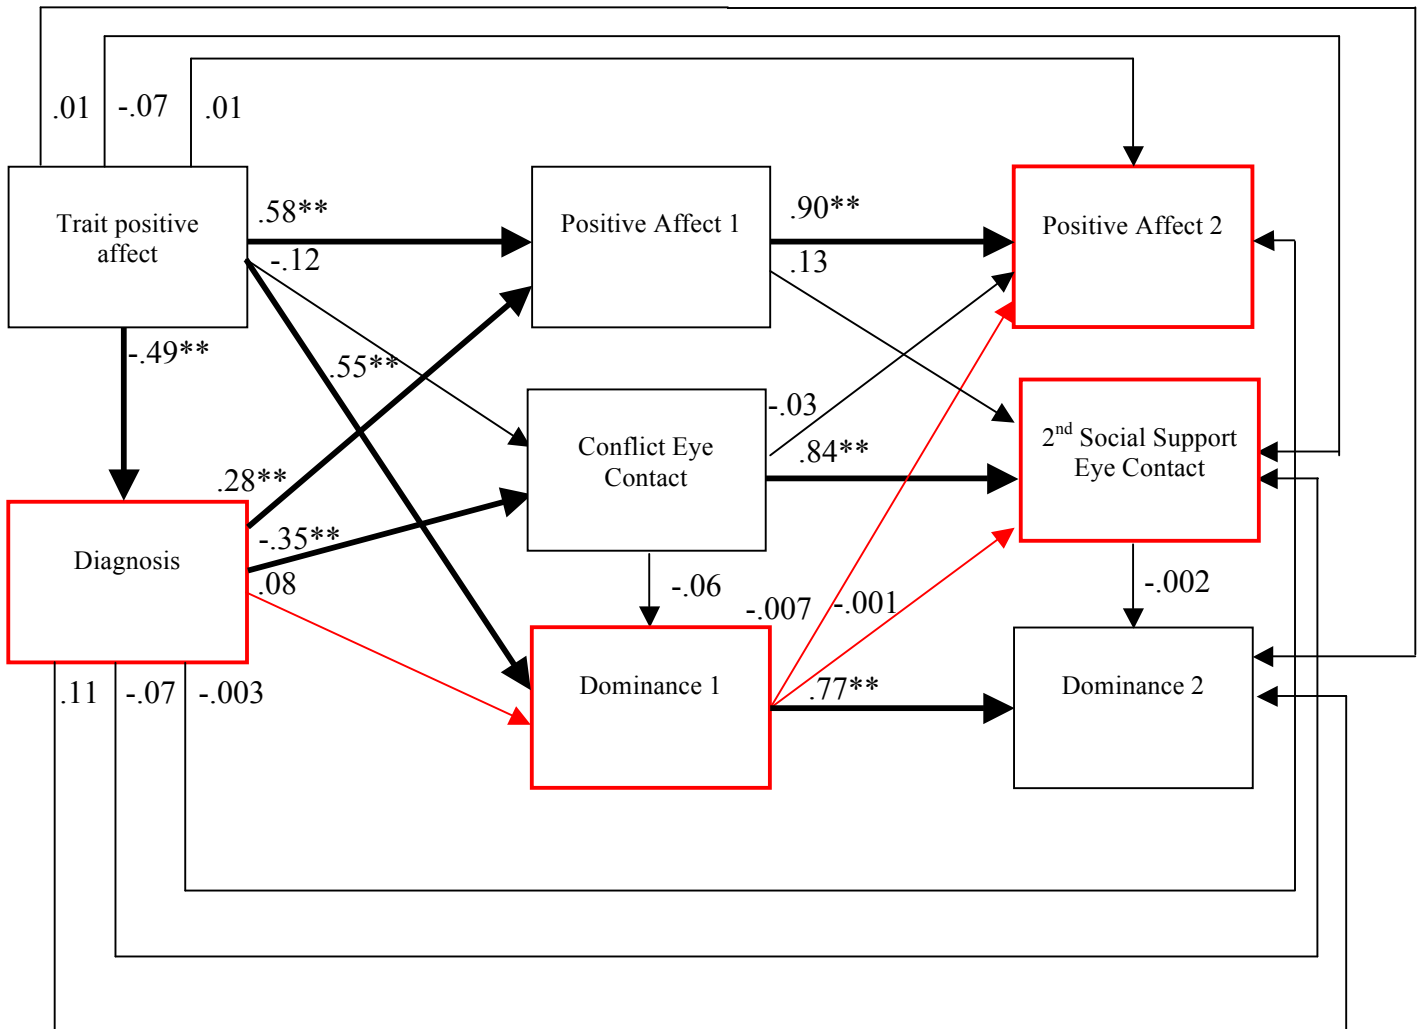 .01
-.07
.01
Trait positive
affect
.58**
-.12
Positive Affect 1
.90**
.13
Positive Affect 2
-.49**
.55**
Conflict Eye
Contact
-.03
.84**
2nd Social Support
Eye Contact
.28**
-.35**
.08
Diagnosis
-.06
-.007
-.001
-.002
Dominance 1
.77**
Dominance 2
.11
-.07
-.003